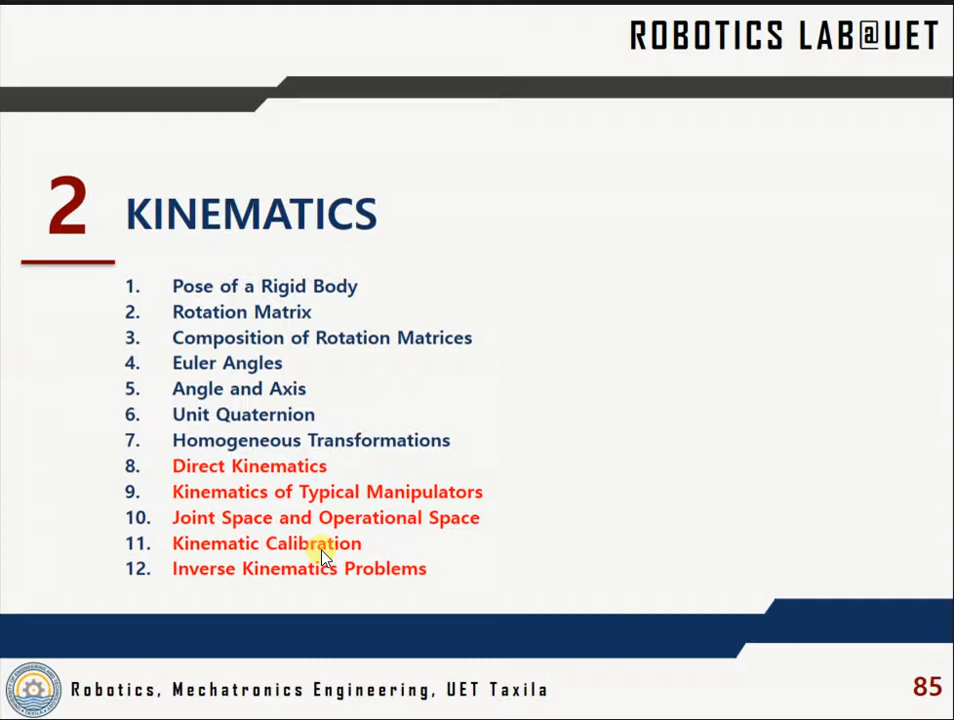 ROBOTICS LAB@UET
2 KINEMATICS
1. Pose of a Rigid Body
2. Rotation Matrix
3. Composition of Rotation Matrices
4. Euler Angles
5. Angle and Axis
6. Unit Quaternion
7. Homogeneous Transformations
8. Direct Kinematics
9. Kinematics of Typical Manipulators
10. Joint Space and Operational Space
11. Kinematic Calibration
12. Inverse Kinematics Problems
Robotics, Mechatronics Engineering, UET Taxila
85